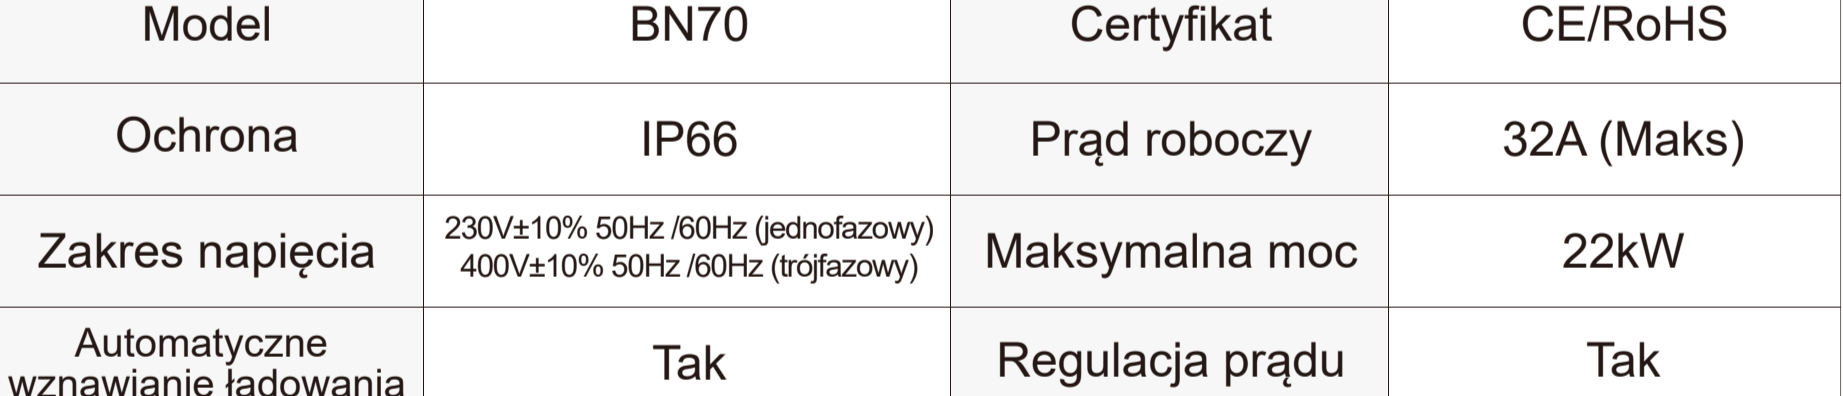 Model BN70 Certyfikat CE/RoHS
Ochrona IP66 Prąd roboczy 32A (Maks)
Zakres napięcia 230V±10% 50Hz /60Hz (jednofazowy) Maksymalna moc 22kW
400V±10% 50Hz /60Hz (trójfazowy)
Automatyczne Tak Regulacja prądu Tak
wznawianie ładowania